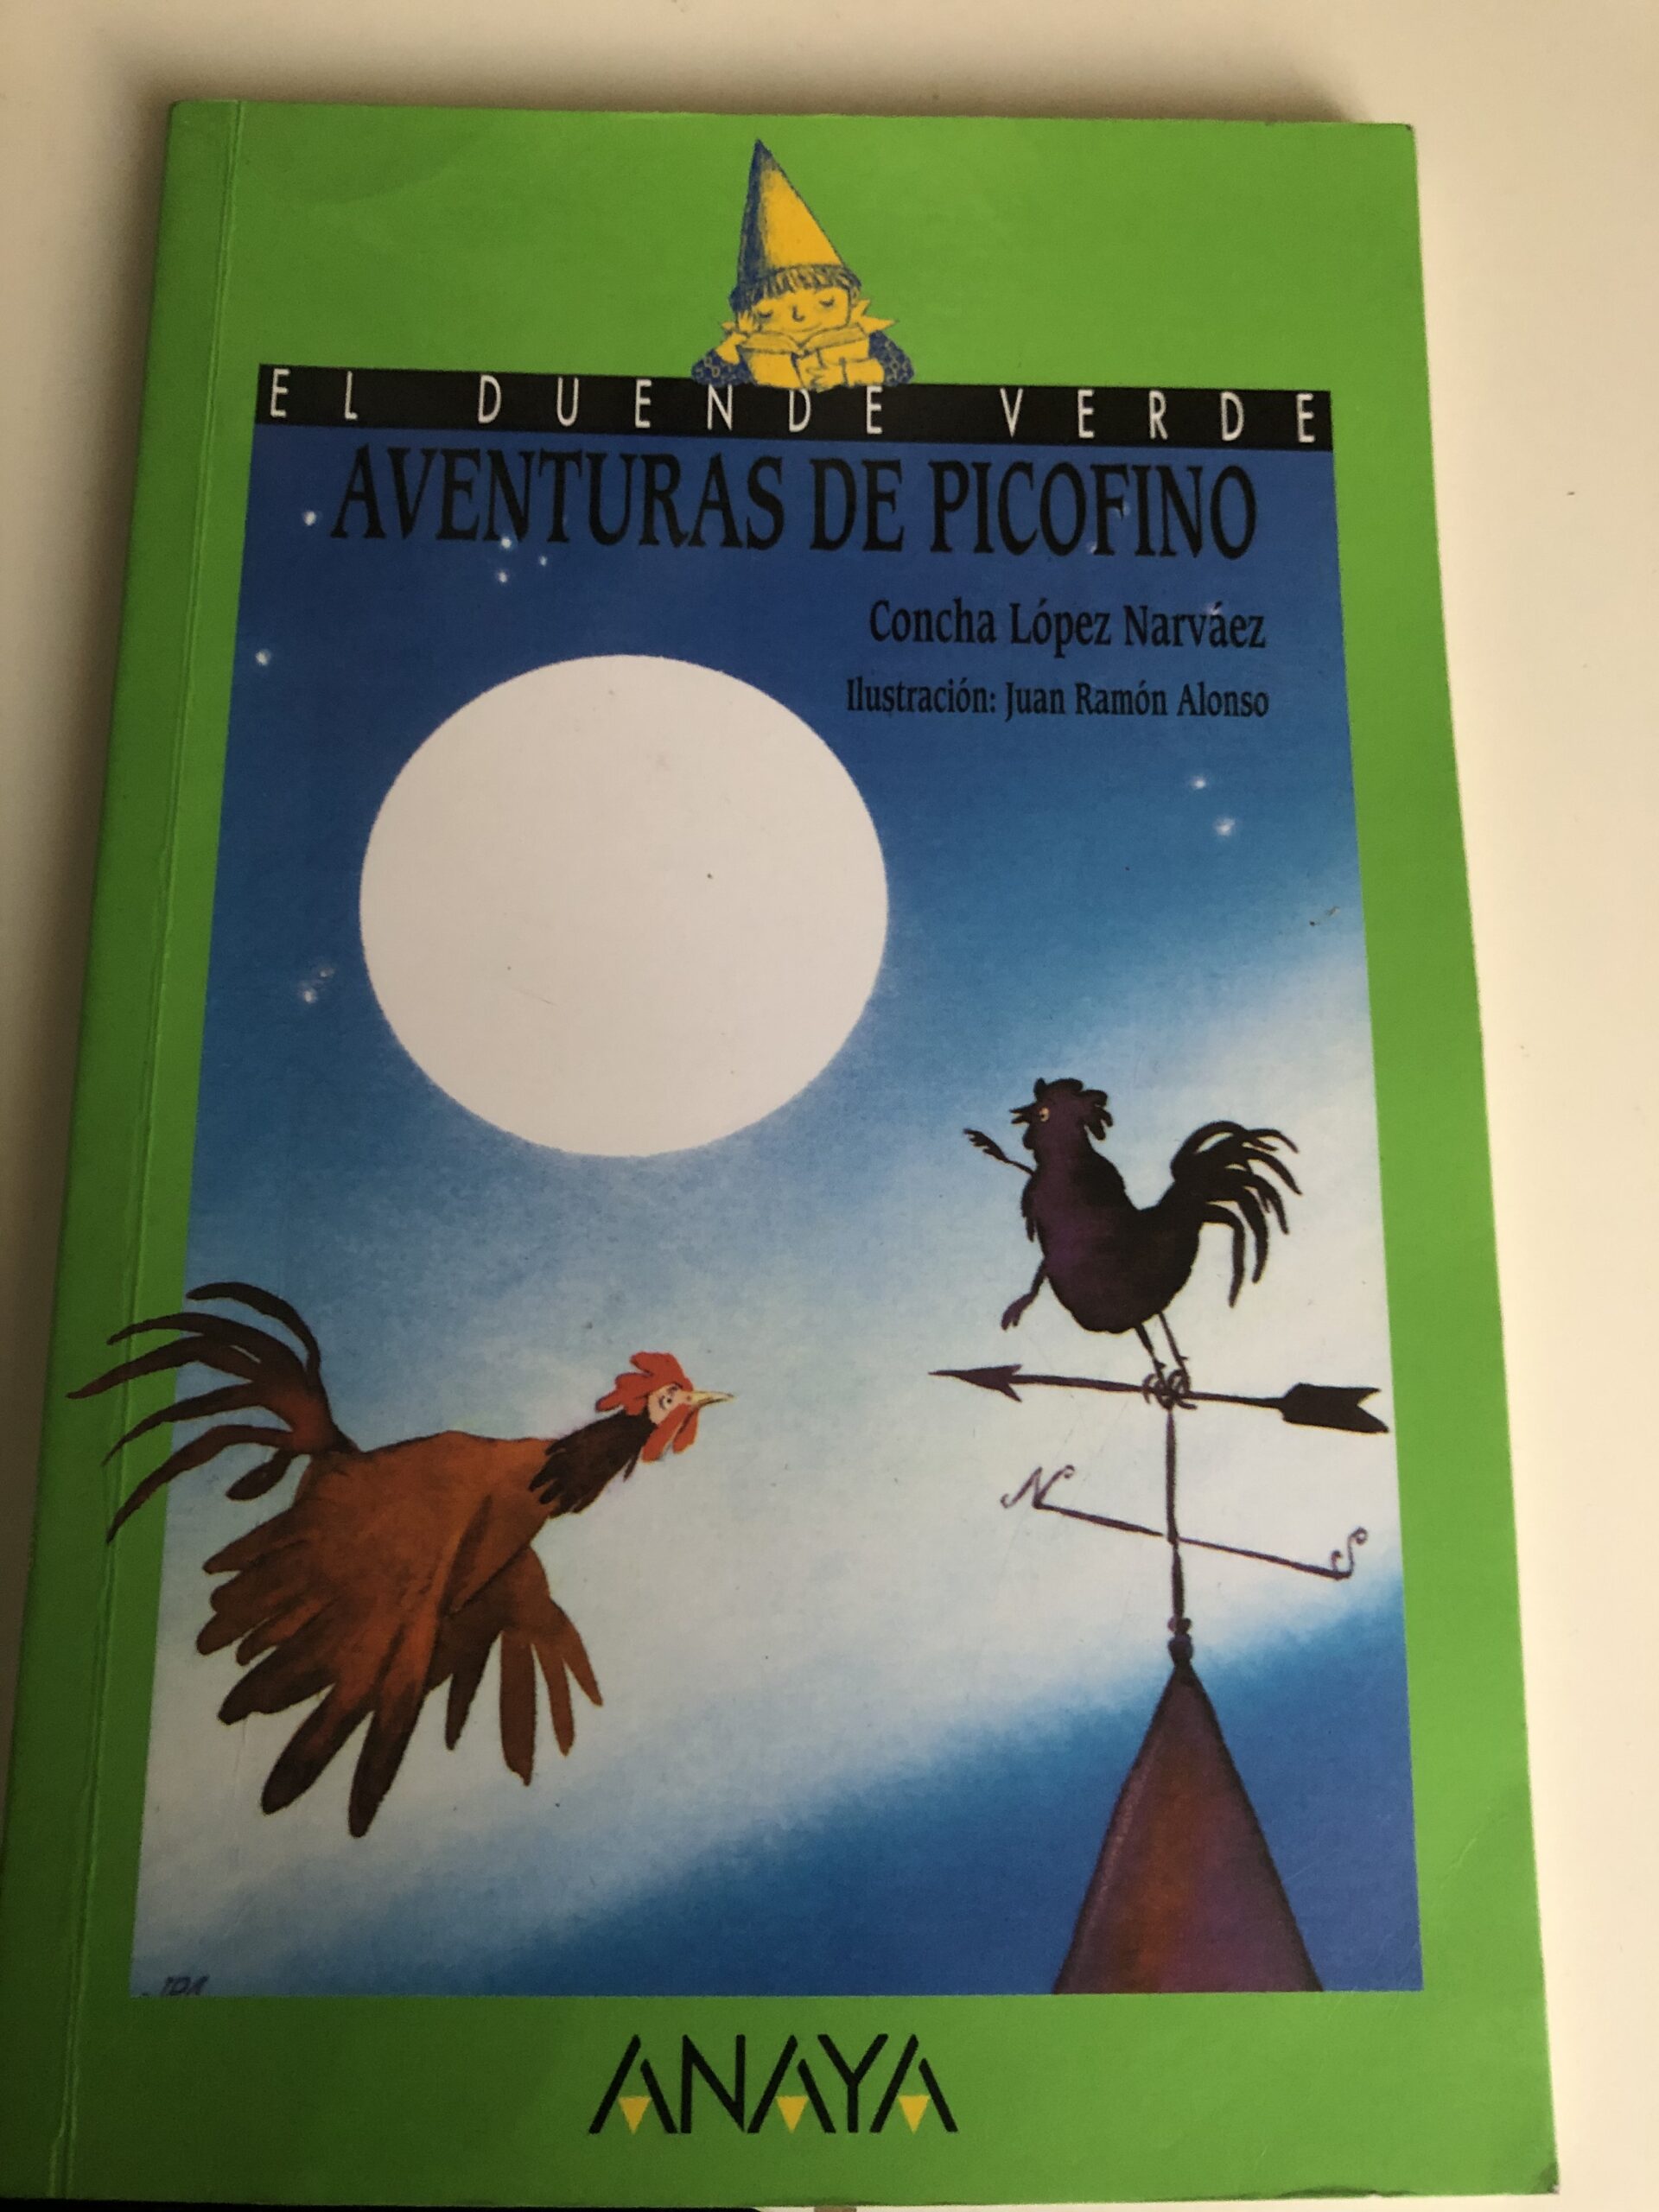 EL DUENDE VERDE
AVENTURAS DE PICOFINO
Concha López Narváez
Ilustración: Juan Ramón Alonso
N
S
ANAYA